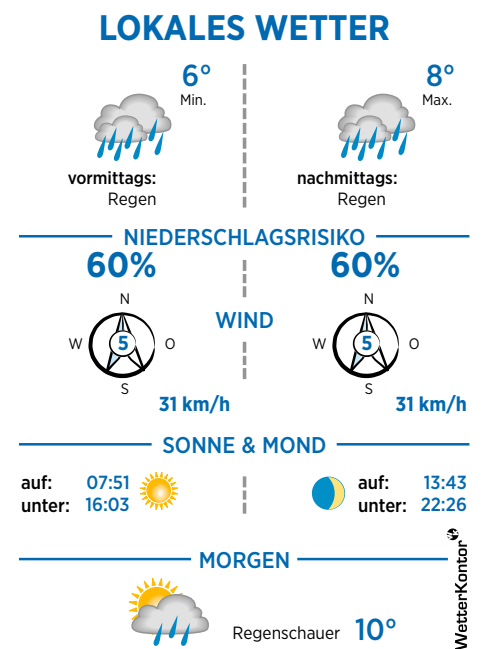 LOKALES WETTER
6°
Min.
8°
Max.
vormittags:
Regen
nachmittags:
Regen
NIEDERSCHLAGSRISIKO
60%
60%
WIND
N
W 5 O
S
31 km/h
N
W 5 O
S
31 km/h
SONNE & MOND
auf: 07:51
unter: 16:03
auf: 13:43
unter: 22:26
MORGEN
Regenschauer 10°
WetterKontor